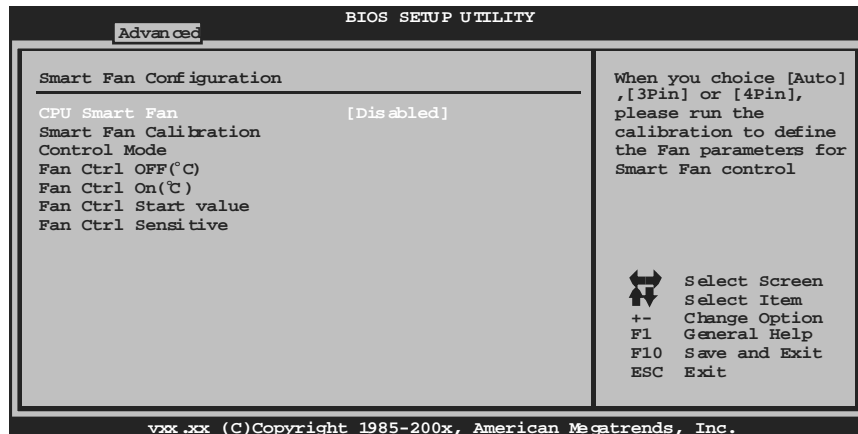 BIOS SETUP UTILITY
Advanced
Smart Fan Configuration
CPU Smart Fan [Disabled]
Smart Fan Calibration
Control Mode
Fan Ctrl OFF(°C)
Fan Ctrl On(℃)
Fan Ctrl Start value
Fan Ctrl Sensitive
When you choice [Auto]
,[3Pin] or [4Pin],
please run the
calibration to define
the Fan parameters for
Smart Fan control
Select Screen
Select Item
+- Change Option
F1 General Help
F10 Save and Exit
ESC Exit
vxx.xx (C)Copyright 1985-200x, American Megatrends, Inc.